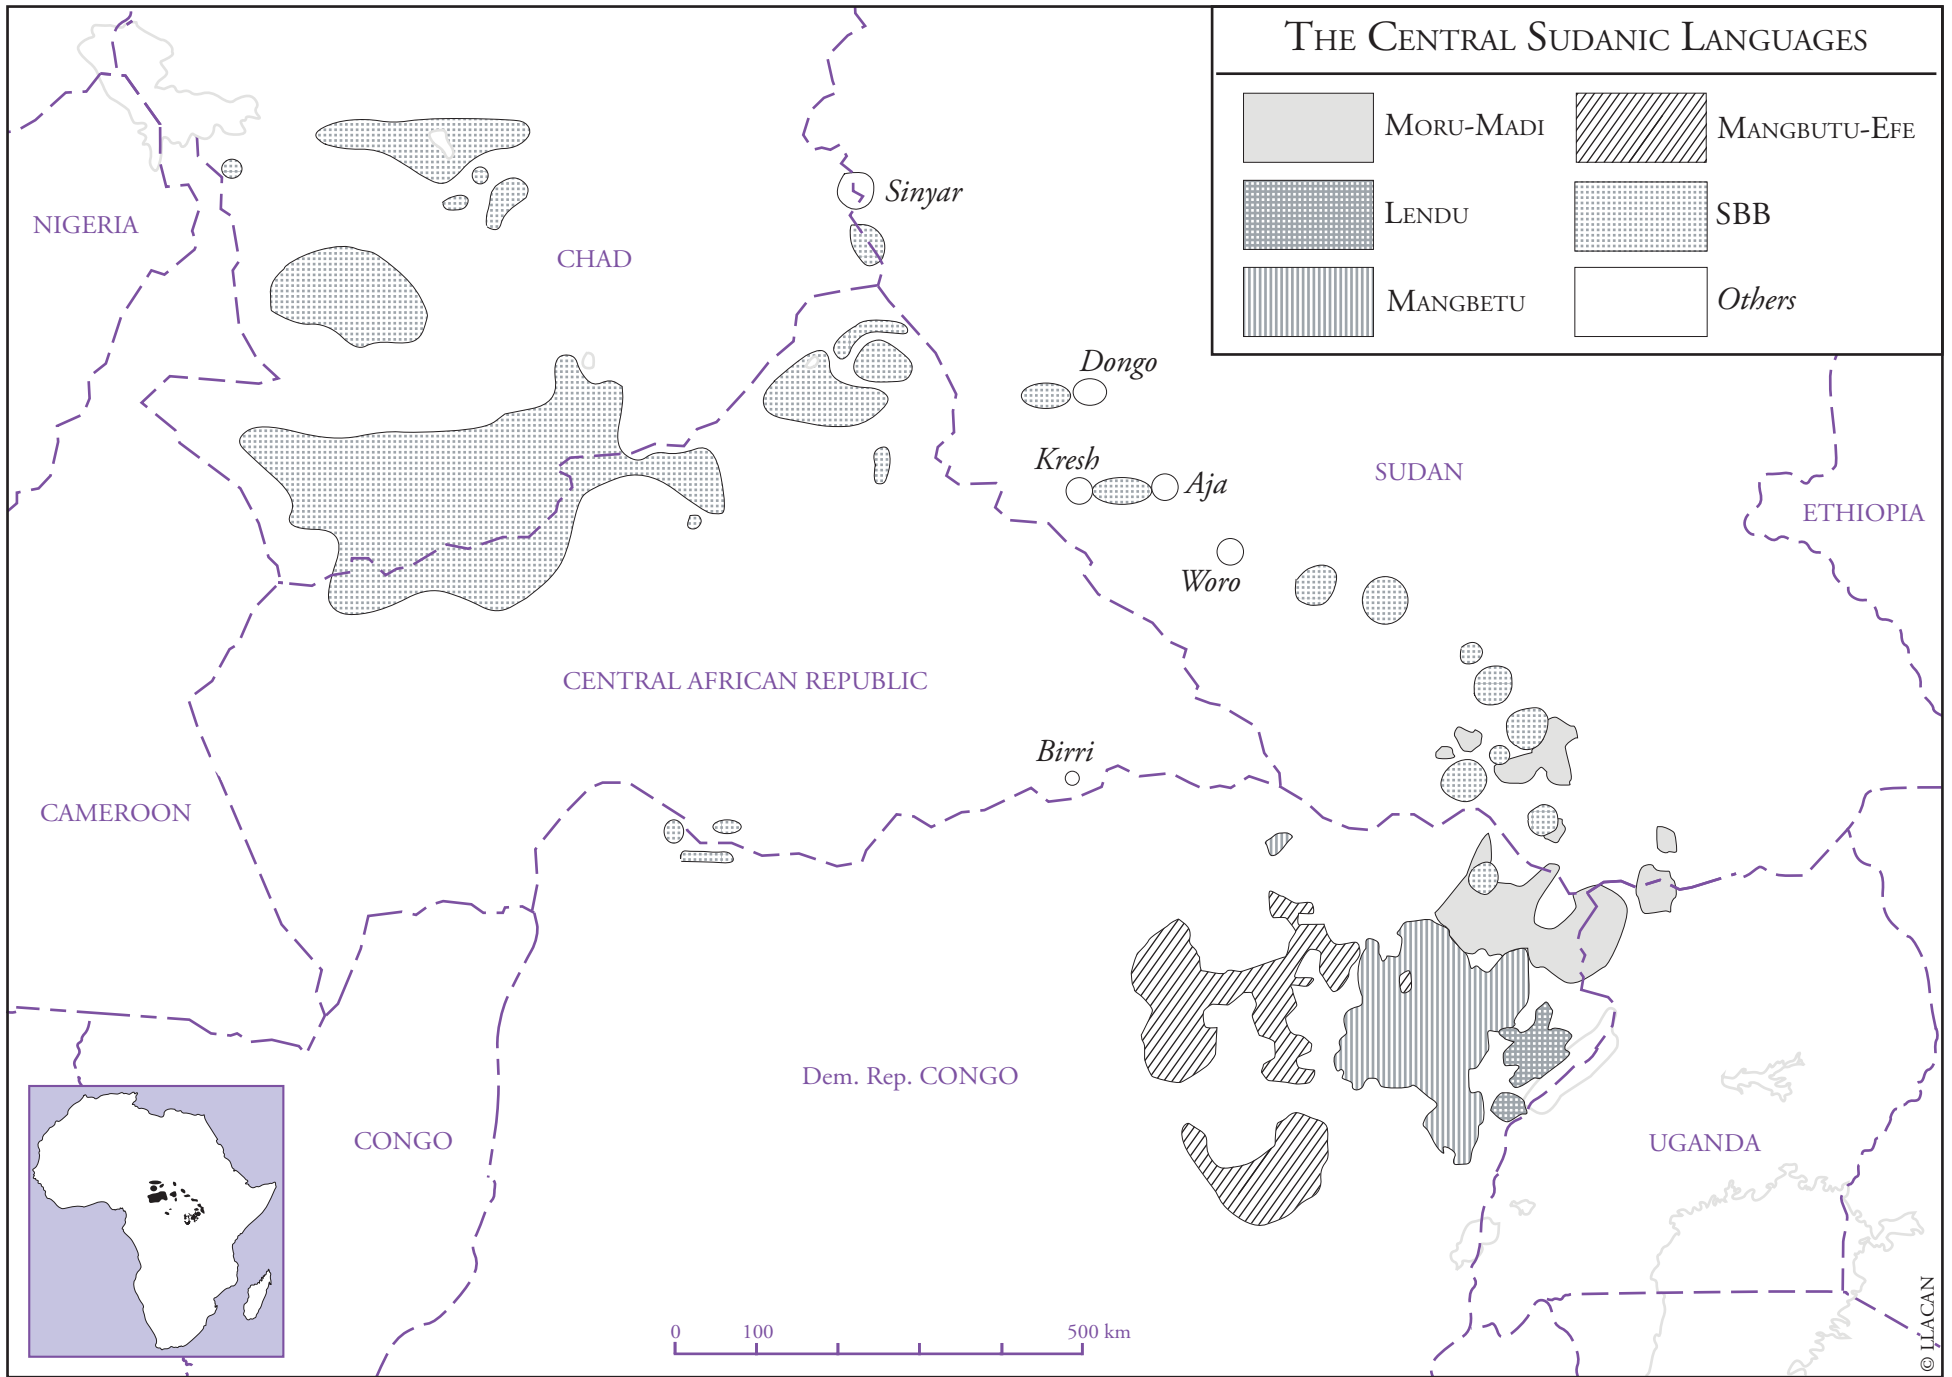 The Central Sudanic Languages
Moru-Madi
Mangbutu-Efe
Lendu
SBB
Mangbetu
Others
Sinyar
NIGERIA
CHAD
Dongo
Kresh
Aja
SUDAN
ETHIOPIA
Woro
CENTRAL AFRICAN REPUBLIC
Birri
CAMEROON
Dem. Rep. CONGO
CONGO
UGANDA
0 100 500 km
© LLACAN